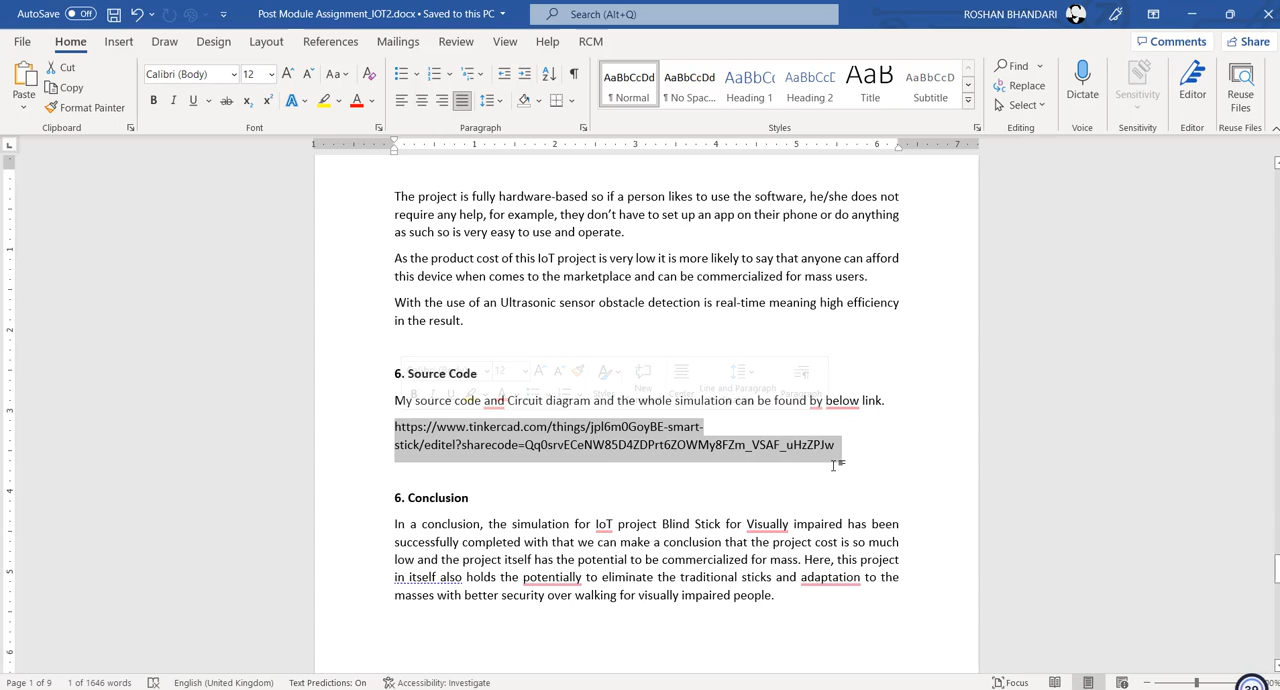 AutoSave Off Post Module Assignment_IOT2.docx • Saved to this PC Search (Alt+Q) ROSHAN BHANDARI
File Home Insert Draw Design Layout References Mailings Review View Help RCM Comments Share
Paste Cut Copy Format Painter Clipboard
Calibri (Body) 12 Font
Paragraph
AaBbCcDd AaBbCcDd AaBbCc AaBbCcD AaB AaBbCcD
¶ Normal ¶ No Spac... Heading 1 Heading 2 Title Subtitle
Styles
Find Replace Select Editing
Dictate Voice
Sensitivity Sensitivity
Editor Editor
Reuse Files Reuse Files
The project is fully hardware-based so if a person likes to use the software, he/she does not
require any help, for example, they don't have to set up an app on their phone or do anything
as such so is very easy to use and operate.
As the product cost of this IoT project is very low it is more likely to say that anyone can afford
this device when comes to the marketplace and can be commercialized for mass users.
With the use of an Ultrasonic sensor obstacle detection is real-time meaning high efficiency
in the result.
6. Source Code
My source code and Circuit diagram and the whole simulation can be found by below link.
https://www.tinkercad.com/things/jpl6m0GoyBE-smart-
stick/editel?sharecode=Qq0srvECeNW85D4ZDPrt6ZOWMy8FZm_VSAF_uHzZPJw
6. Conclusion
In a conclusion, the simulation for IoT project Blind Stick for Visually impaired has been
successfully completed with that we can make a conclusion that the project cost is so much
low and the project itself has the potential to be commercialized for mass. Here, this project
in itself also holds the potentially to eliminate the traditional sticks and adaptation to the
masses with better security over walking for visually impaired people.
Page 1 of 9 1 of 1646 words English (United Kingdom) Text Predictions: On Accessibility: Investigate Focus